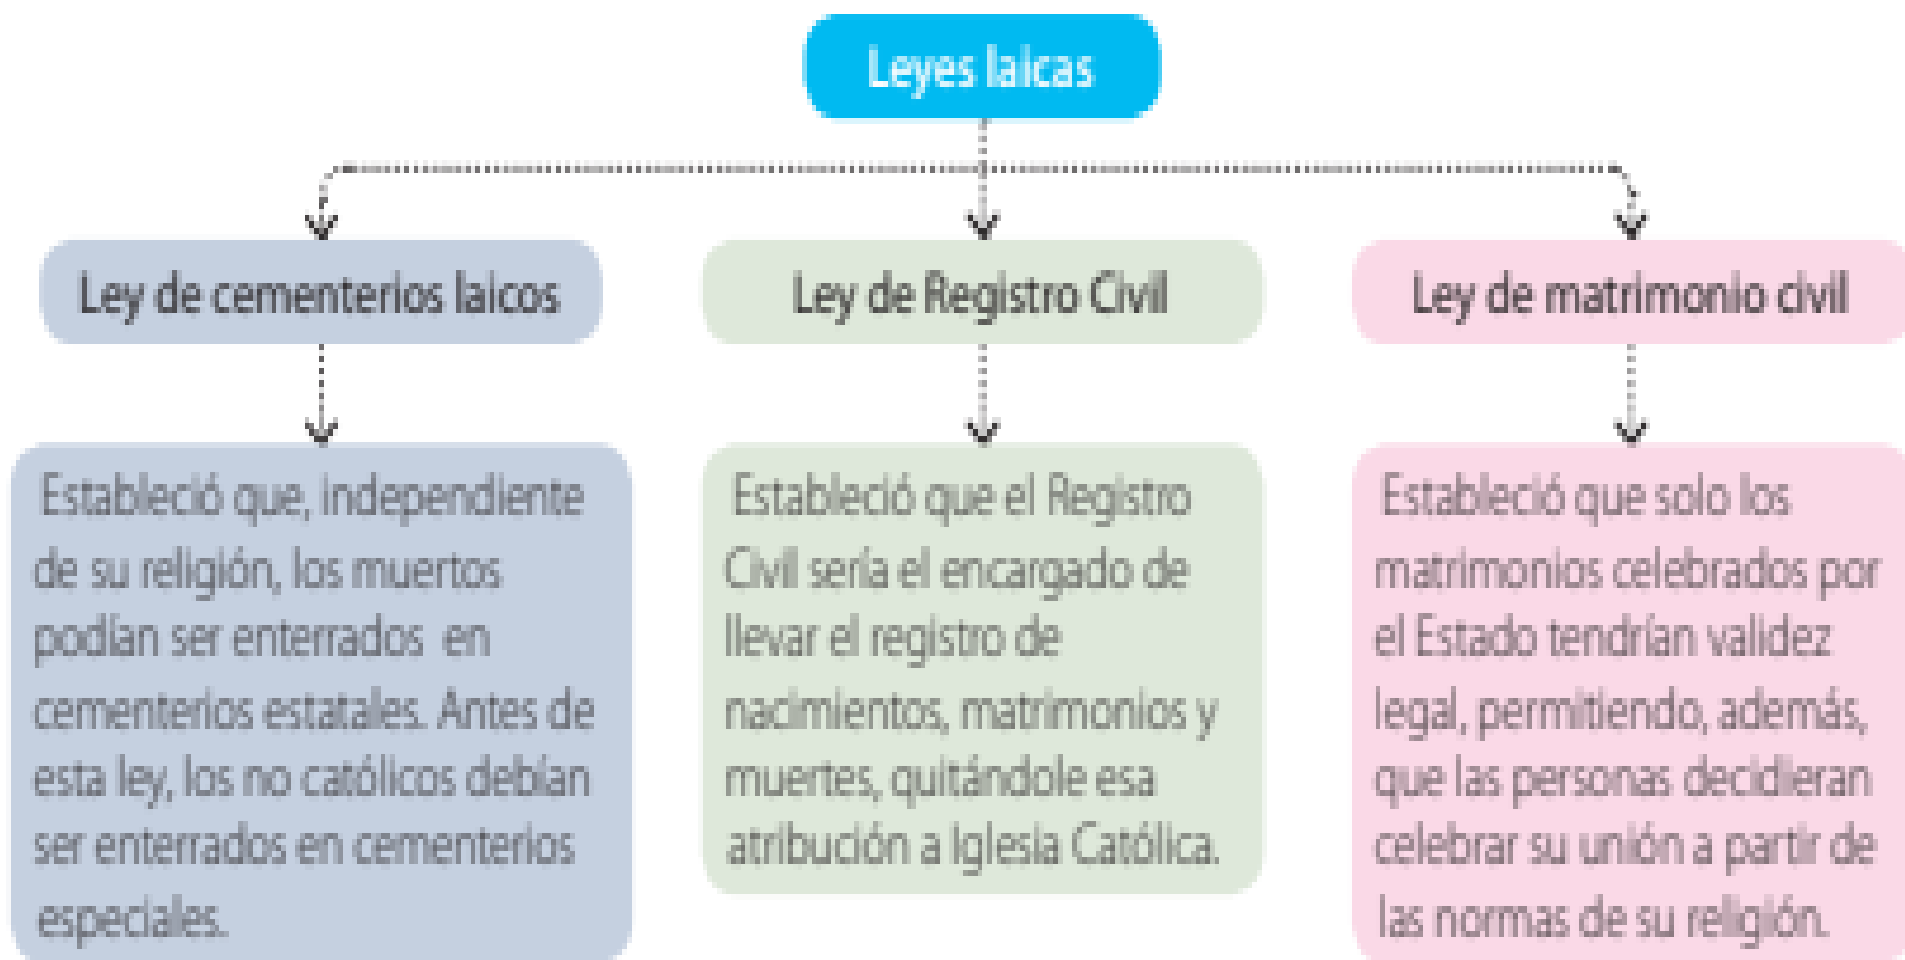 Leyes laicas
Ley de cementerios laicos
Estableció que, independiente
de su religión, los muertos
podían ser enterrados en
cementerios estatales. Antes de
esta ley, los no católicos debían
ser enterrados en cementerios
especiales.
Ley de Registro Civil
Estableció que el Registro
Civil sería el encargado de
llevar el registro de
nacimientos, matrimonios y
muertes, quitándole esa
atribución a Iglesia Católica.
Ley de matrimonio civil
Estableció que solo los
matrimonios celebrados por
el Estado tendrían validez
legal, permitiendo, además,
que las personas decidieran
celebrar su unión a partir de
las normas de su religión.